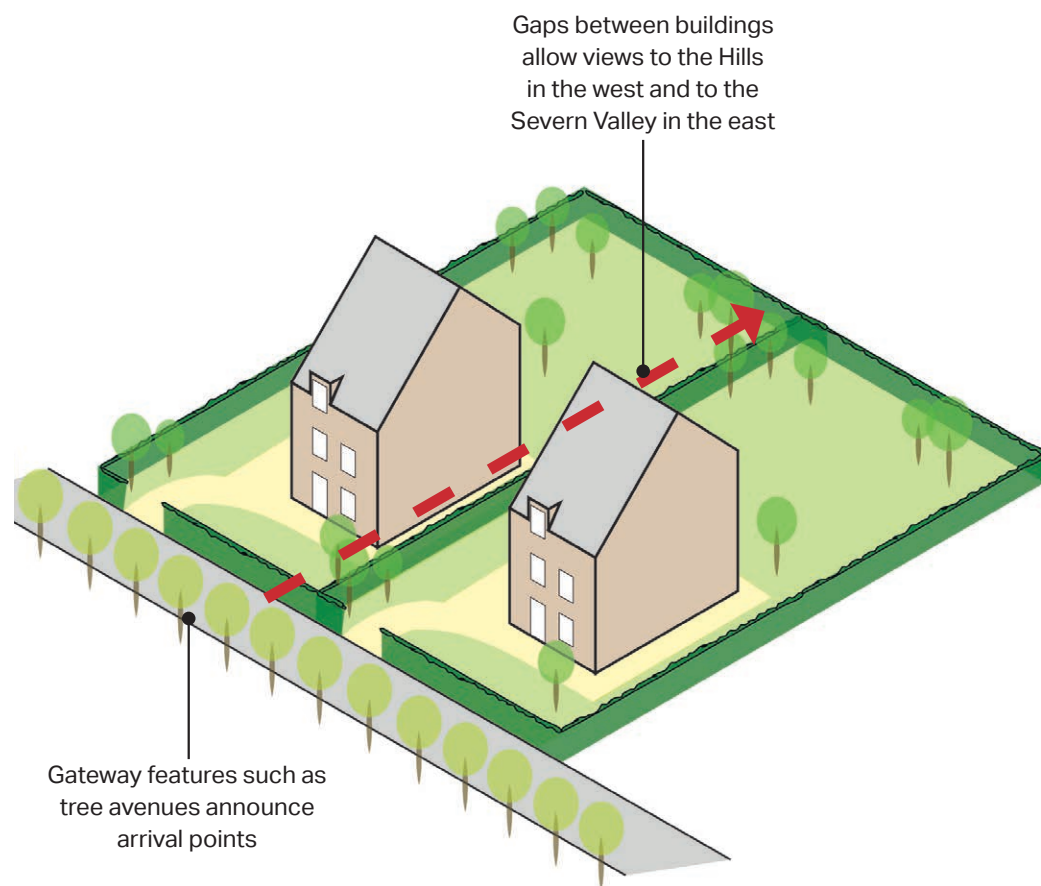 Gaps between buildings
allow views to the Hills
in the west and to the
Severn Valley in the east
Gateway features such as
tree avenues announce
arrival points